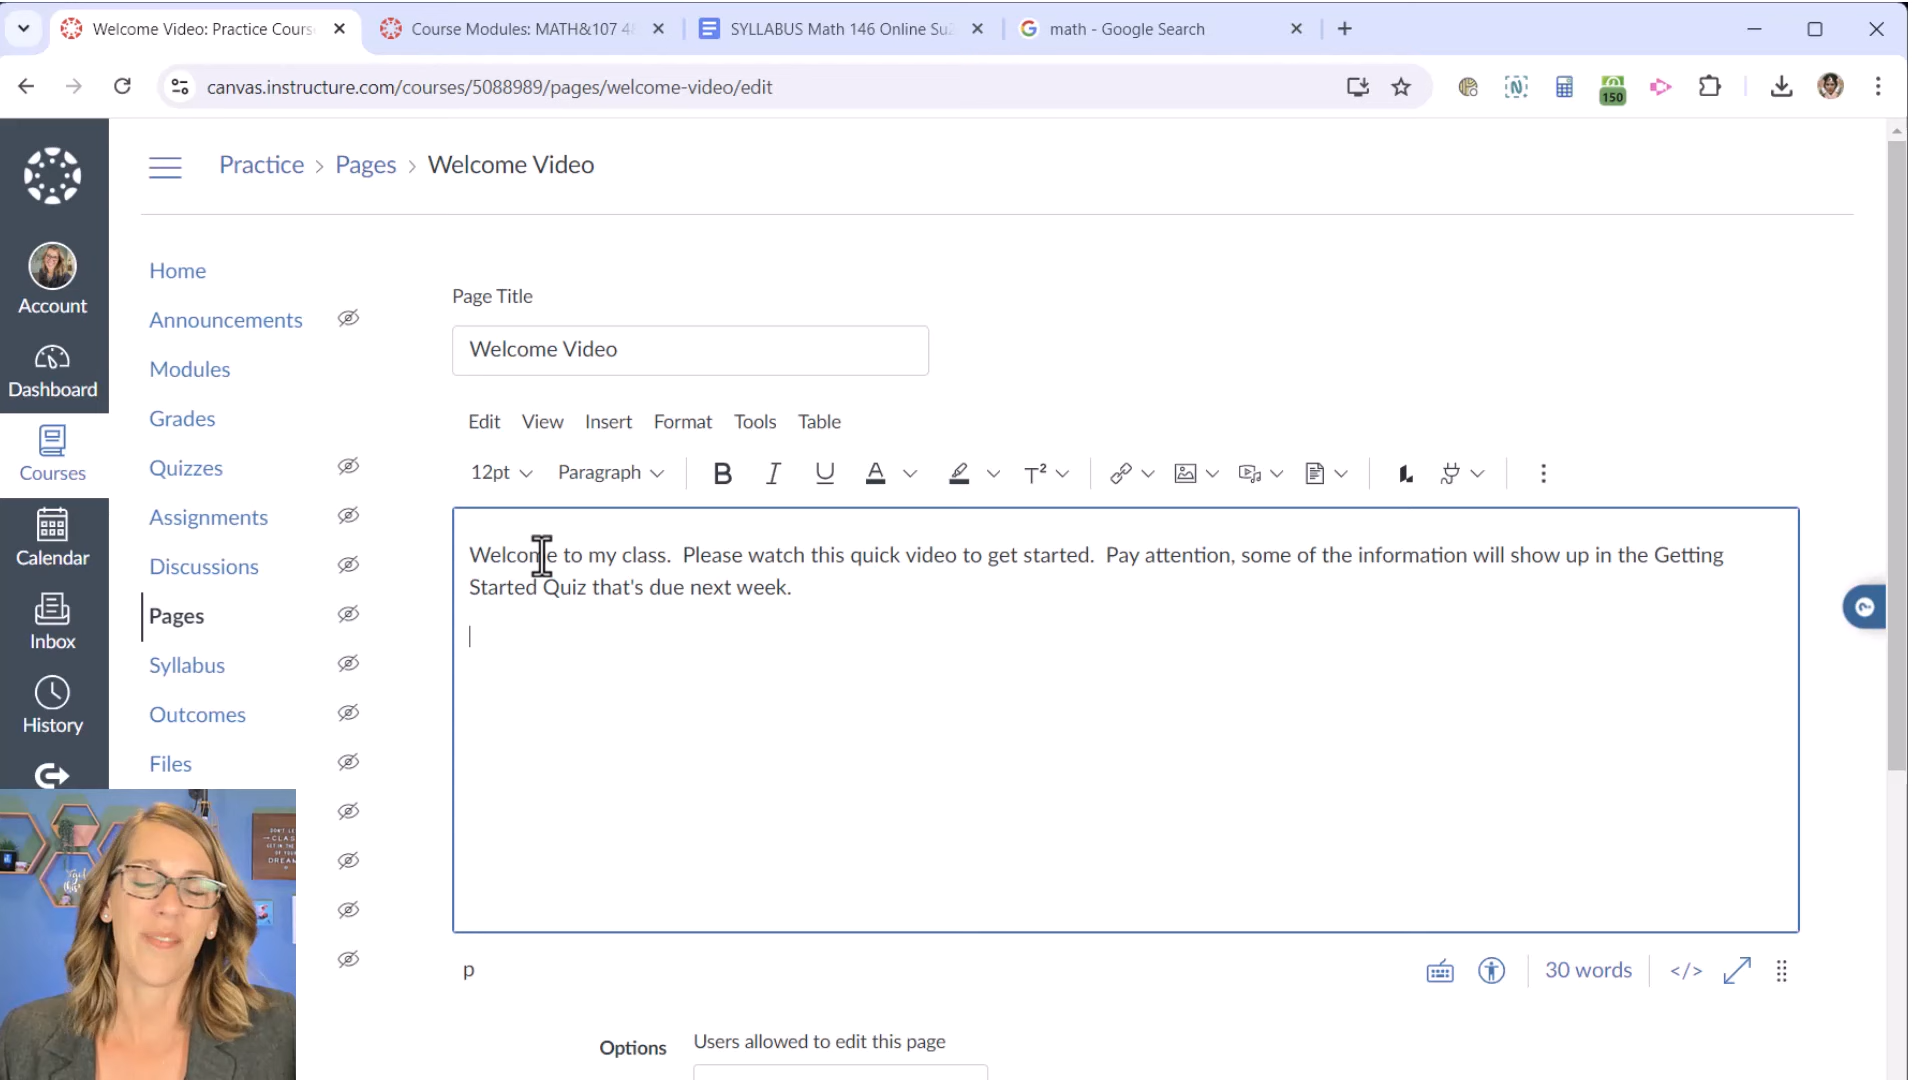 Welcome Video: Practice Cours
Course Modules: MATH&107 48
SYLLABUS Math 146 Online Su2
math - Google Search
canvas.instructure.com/courses/5088989/pages/welcome-video/edit
150
Practice > Pages > Welcome Video
Account
Dashboard
Courses
Calendar
Inbox
History
Home
Announcements
Modules
Grades
Quizzes
Assignments
Discussions
Pages
Syllabus
Outcomes
Files
Page Title
Welcome Video
Edit View Insert Format Tools Table
12pt Paragraph B I U A T²
Welcome to my class. Please watch this quick video to get started. Pay attention, some of the information will show up in the Getting
Started Quiz that's due next week.
p
30 words </>
Options
Users allowed to edit this page